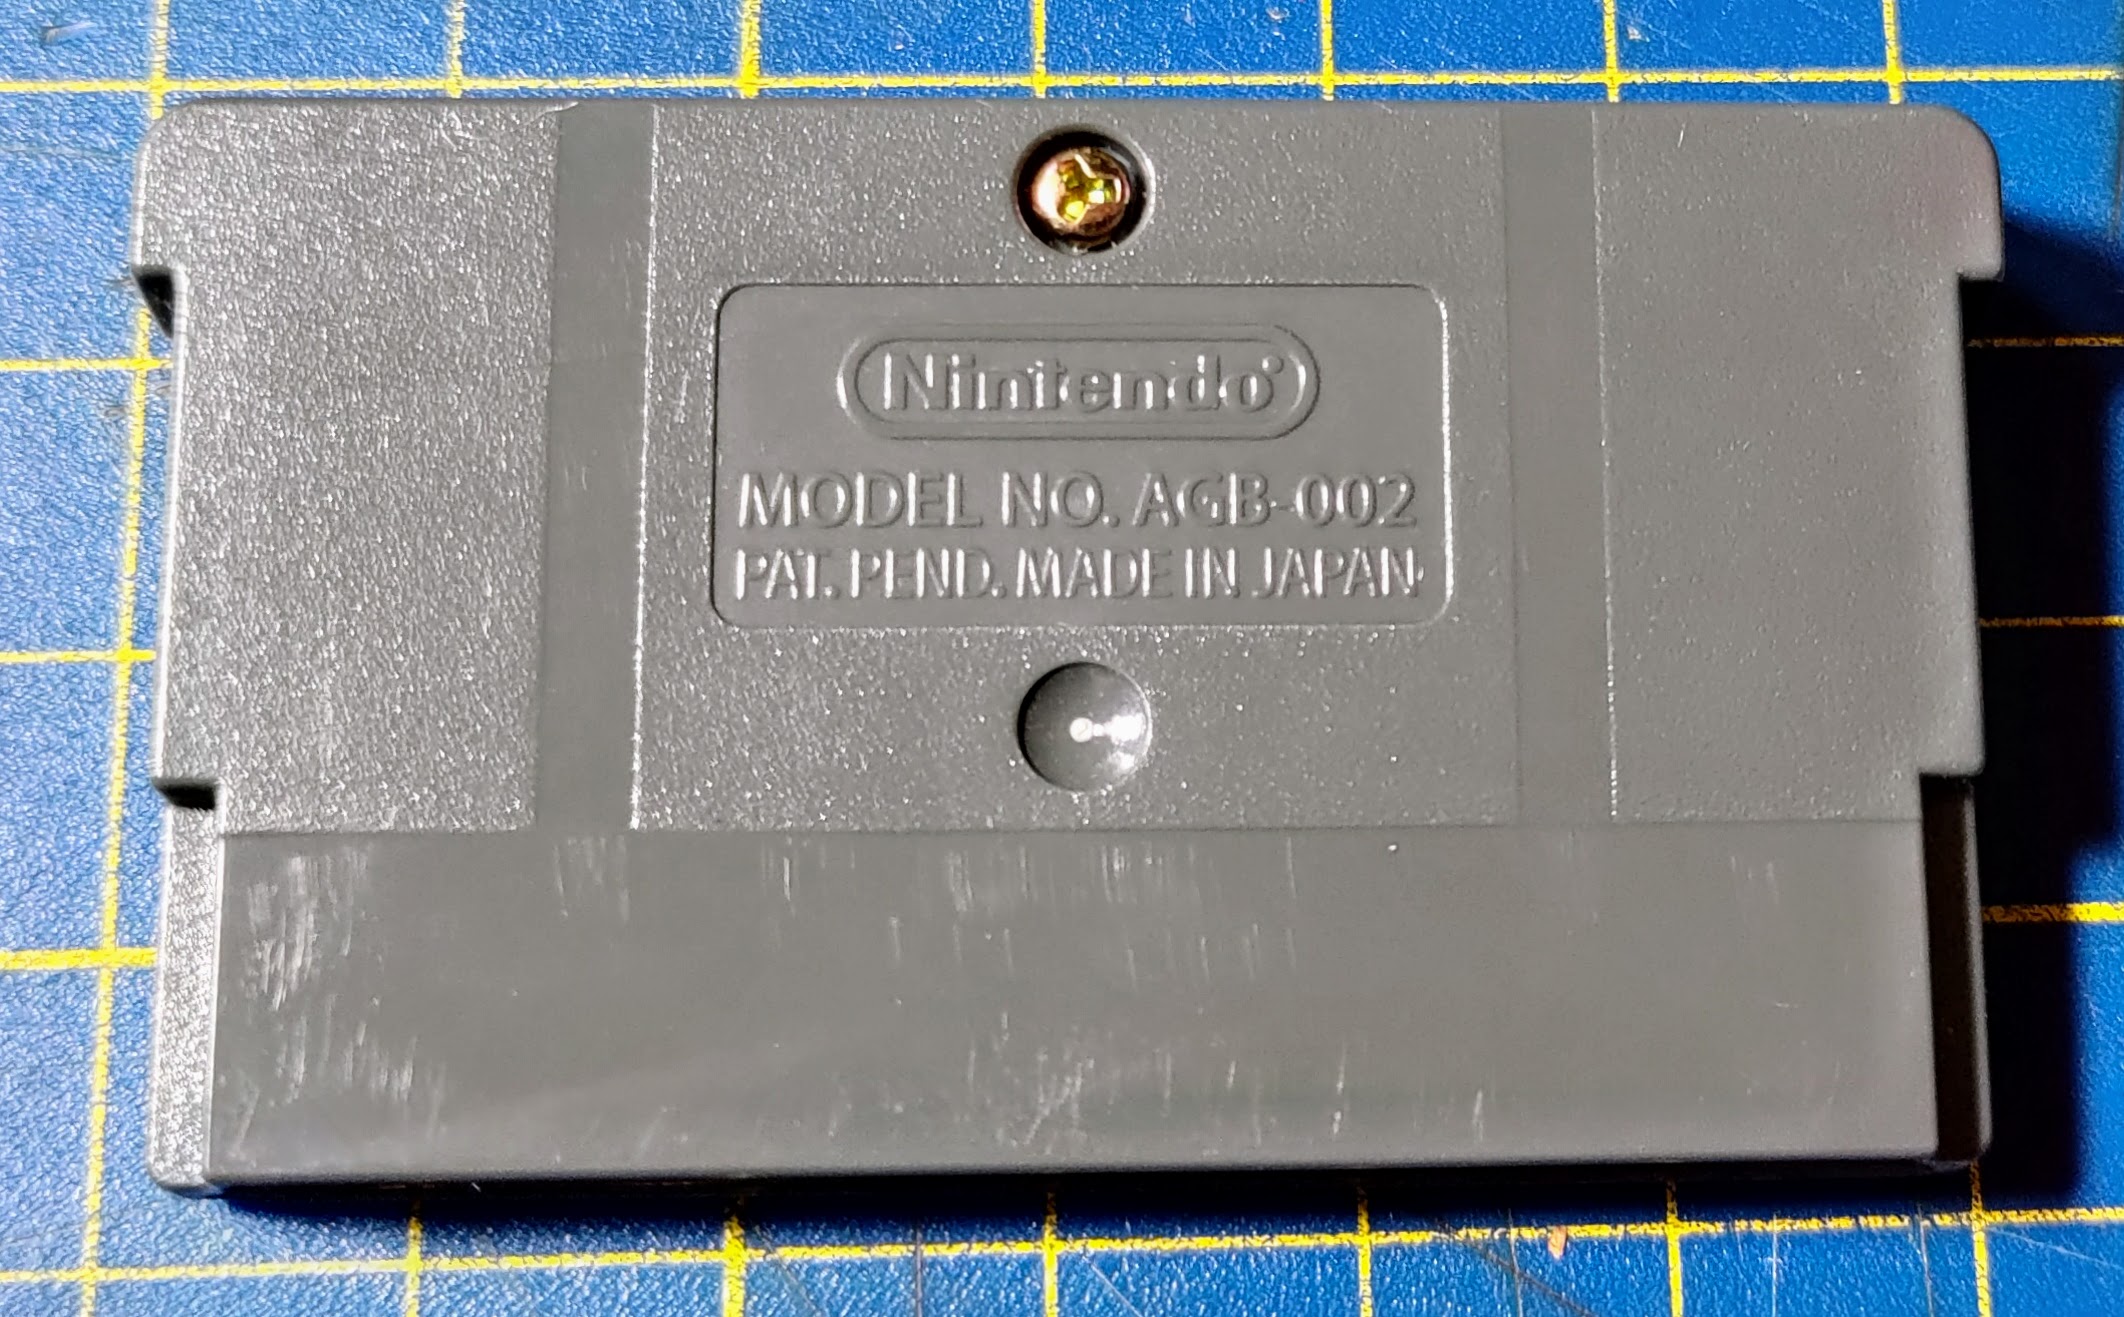 Nintendo®
MODEL NO. AGB-002
PAT. PEND. MADE IN JAPAN